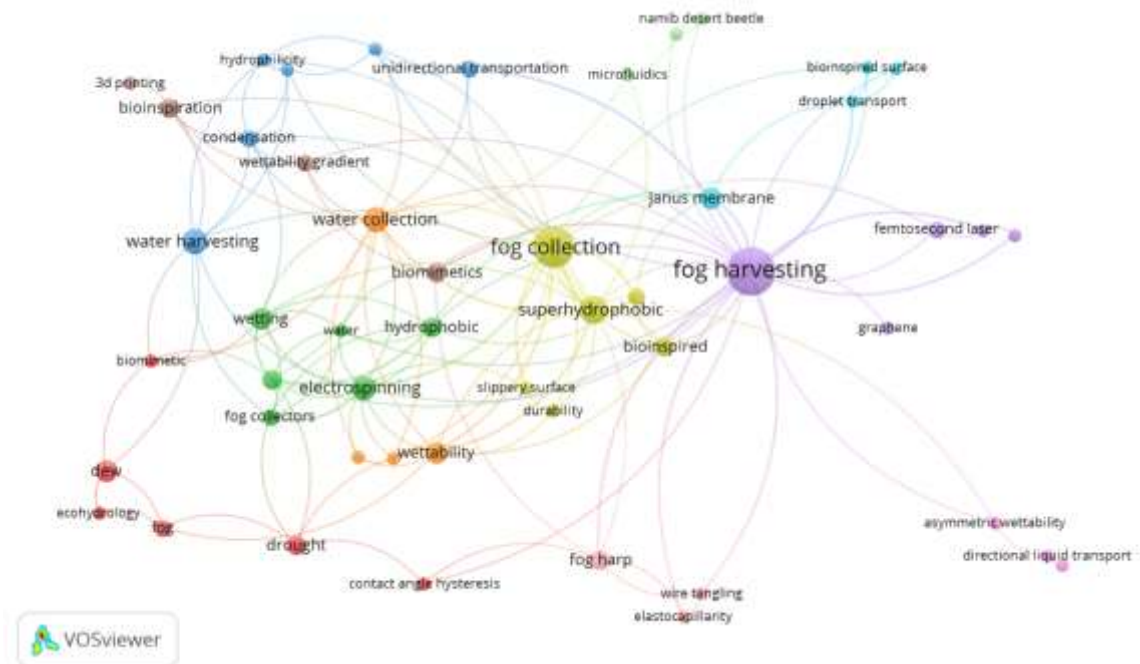 namib desert beetle
hydrophilicity
unidirectional transportation
microfluidics
bioinspired surface
3d printing
bioinspiration
droplet transport
condensation
wettability gradient
janus membrane
water collection
femtosecond laser
water harvesting
fog collection
biomimetics
fog harvesting
superhydrophobic
wetting
water
hydrophobic
graphane
bioinspired
biomimetic
electrospinning
slippery surface
fog collectors
durability
wettability
dew
ecohydrology
fog
asymmetric wettability
drought
fog harp
directional liquid transport
contact angle hysteresis
wire tangling
elastocapillarity
VOSviewer